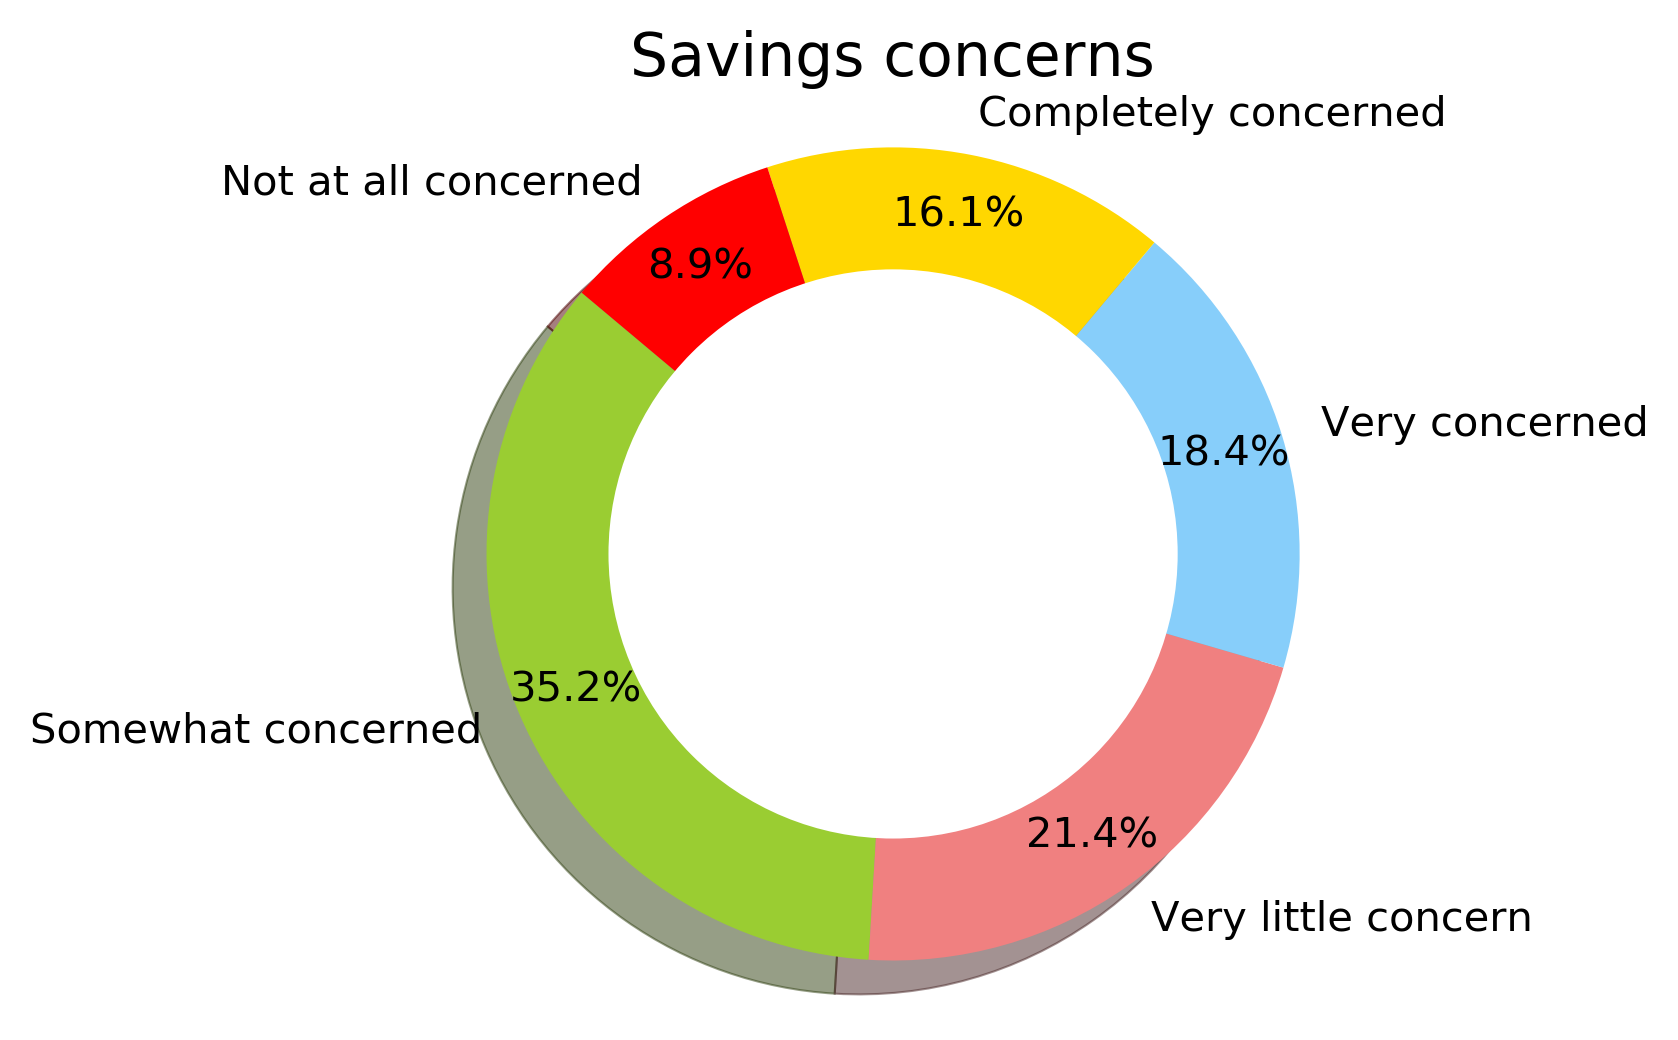 Savings concerns
Completely concerned
Not at all concerned
16.1%
8.9%
Very concerned
18.4%
35.2%
Somewhat concerned
21.4%
Very little concern